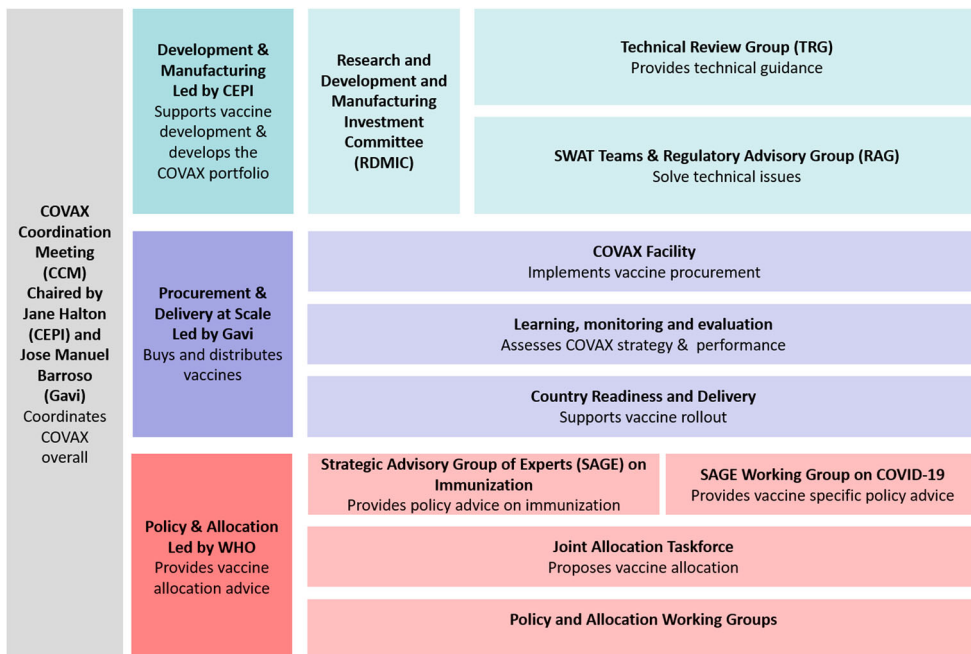 COVAX
Coordination
Meeting
(CCM)
Chaired by
Jane Halton
(CEPI) and
Jose Manuel
Barroso
(Gavi)
Coordinates
COVAX
overall
Development &
Manufacturing
Led by CEPI
Supports vaccine
development &
develops the
COVAX portfolio
Research and
Development and
Manufacturing
Investment
Committee
(RDMIC)
Technical Review Group (TRG)
Provides technical guidance
SWAT Teams & Regulatory Advisory Group (RAG)
Solve technical issues
Procurement &
Delivery at Scale
Led by Gavi
Buys and distributes
vaccines
COVAX Facility
Implements vaccine procurement
Learning, monitoring and evaluation
Assesses COVAX strategy & performance
Country Readiness and Delivery
Supports vaccine rollout
Policy & Allocation
Led by WHO
Provides vaccine
allocation advice
Strategic Advisory Group of Experts (SAGE) on
Immunization
Provides policy advice on immunization
SAGE Working Group on COVID-19
Provides vaccine specific policy advice
Joint Allocation Taskforce
Proposes vaccine allocation
Policy and Allocation Working Groups